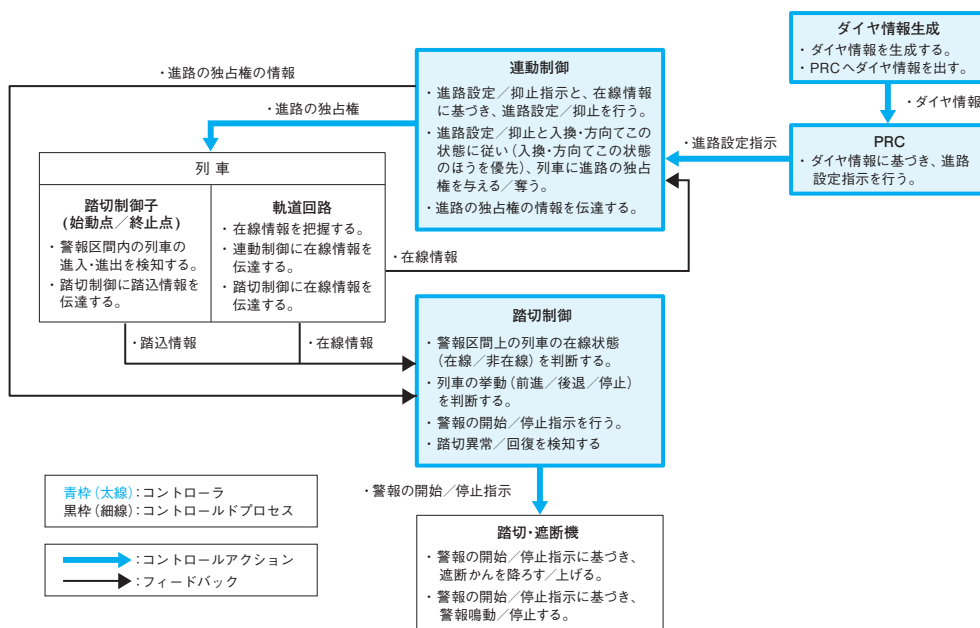 ダイヤ情報生成
・ダイヤ情報を生成する。
・PRCへダイヤ情報を出す。
・ダイヤ情報
PRC
・ダイヤ情報に基づき、進路
設定指示を行う。
・進路設定指示
連動制御
・進路設定／抑止指示と、在線情報
に基づき、進路設定／抑止を行う。
・進路設定／抑止と入換・方向てこの
状態に従い（入換・方向てこの状態
のほうを優先）、列車に進路の独占
権を与える／奪う。
・進路の独占権の情報を伝達する。
・進路の独占権の情報
・進路の独占権
列 車
踏切制御子
(始動点／終止点)
・警報区間内の列車の
進入・進出を検知する。
・踏切制御に踏込情報を
伝達する。
軌道回路
・在線情報を把握する。
・連動制御に在線情報を
伝達する。
・踏切制御に在線情報を
伝達する。
・在線情報
・踏込情報
・在線情報
踏切制御
・警報区間上の列車の在線状態
（在線／非在線）を判断する。
・列車の挙動（前進／後退／停止）
を判断する。
・警報の開始／停止指示を行う。
・踏切異常／回復を検知する
・警報の開始／停止指示
踏切・遮断機
・警報の開始／停止指示に基づき、
遮断かんを降ろす／上げる。
・警報の開始／停止指示に基づき、
警報鳴動／停止する。
青枠（太線）：コントローラ
黒枠（細線）：コントロールドプロセス
：コントロールアクション
：フィードバック